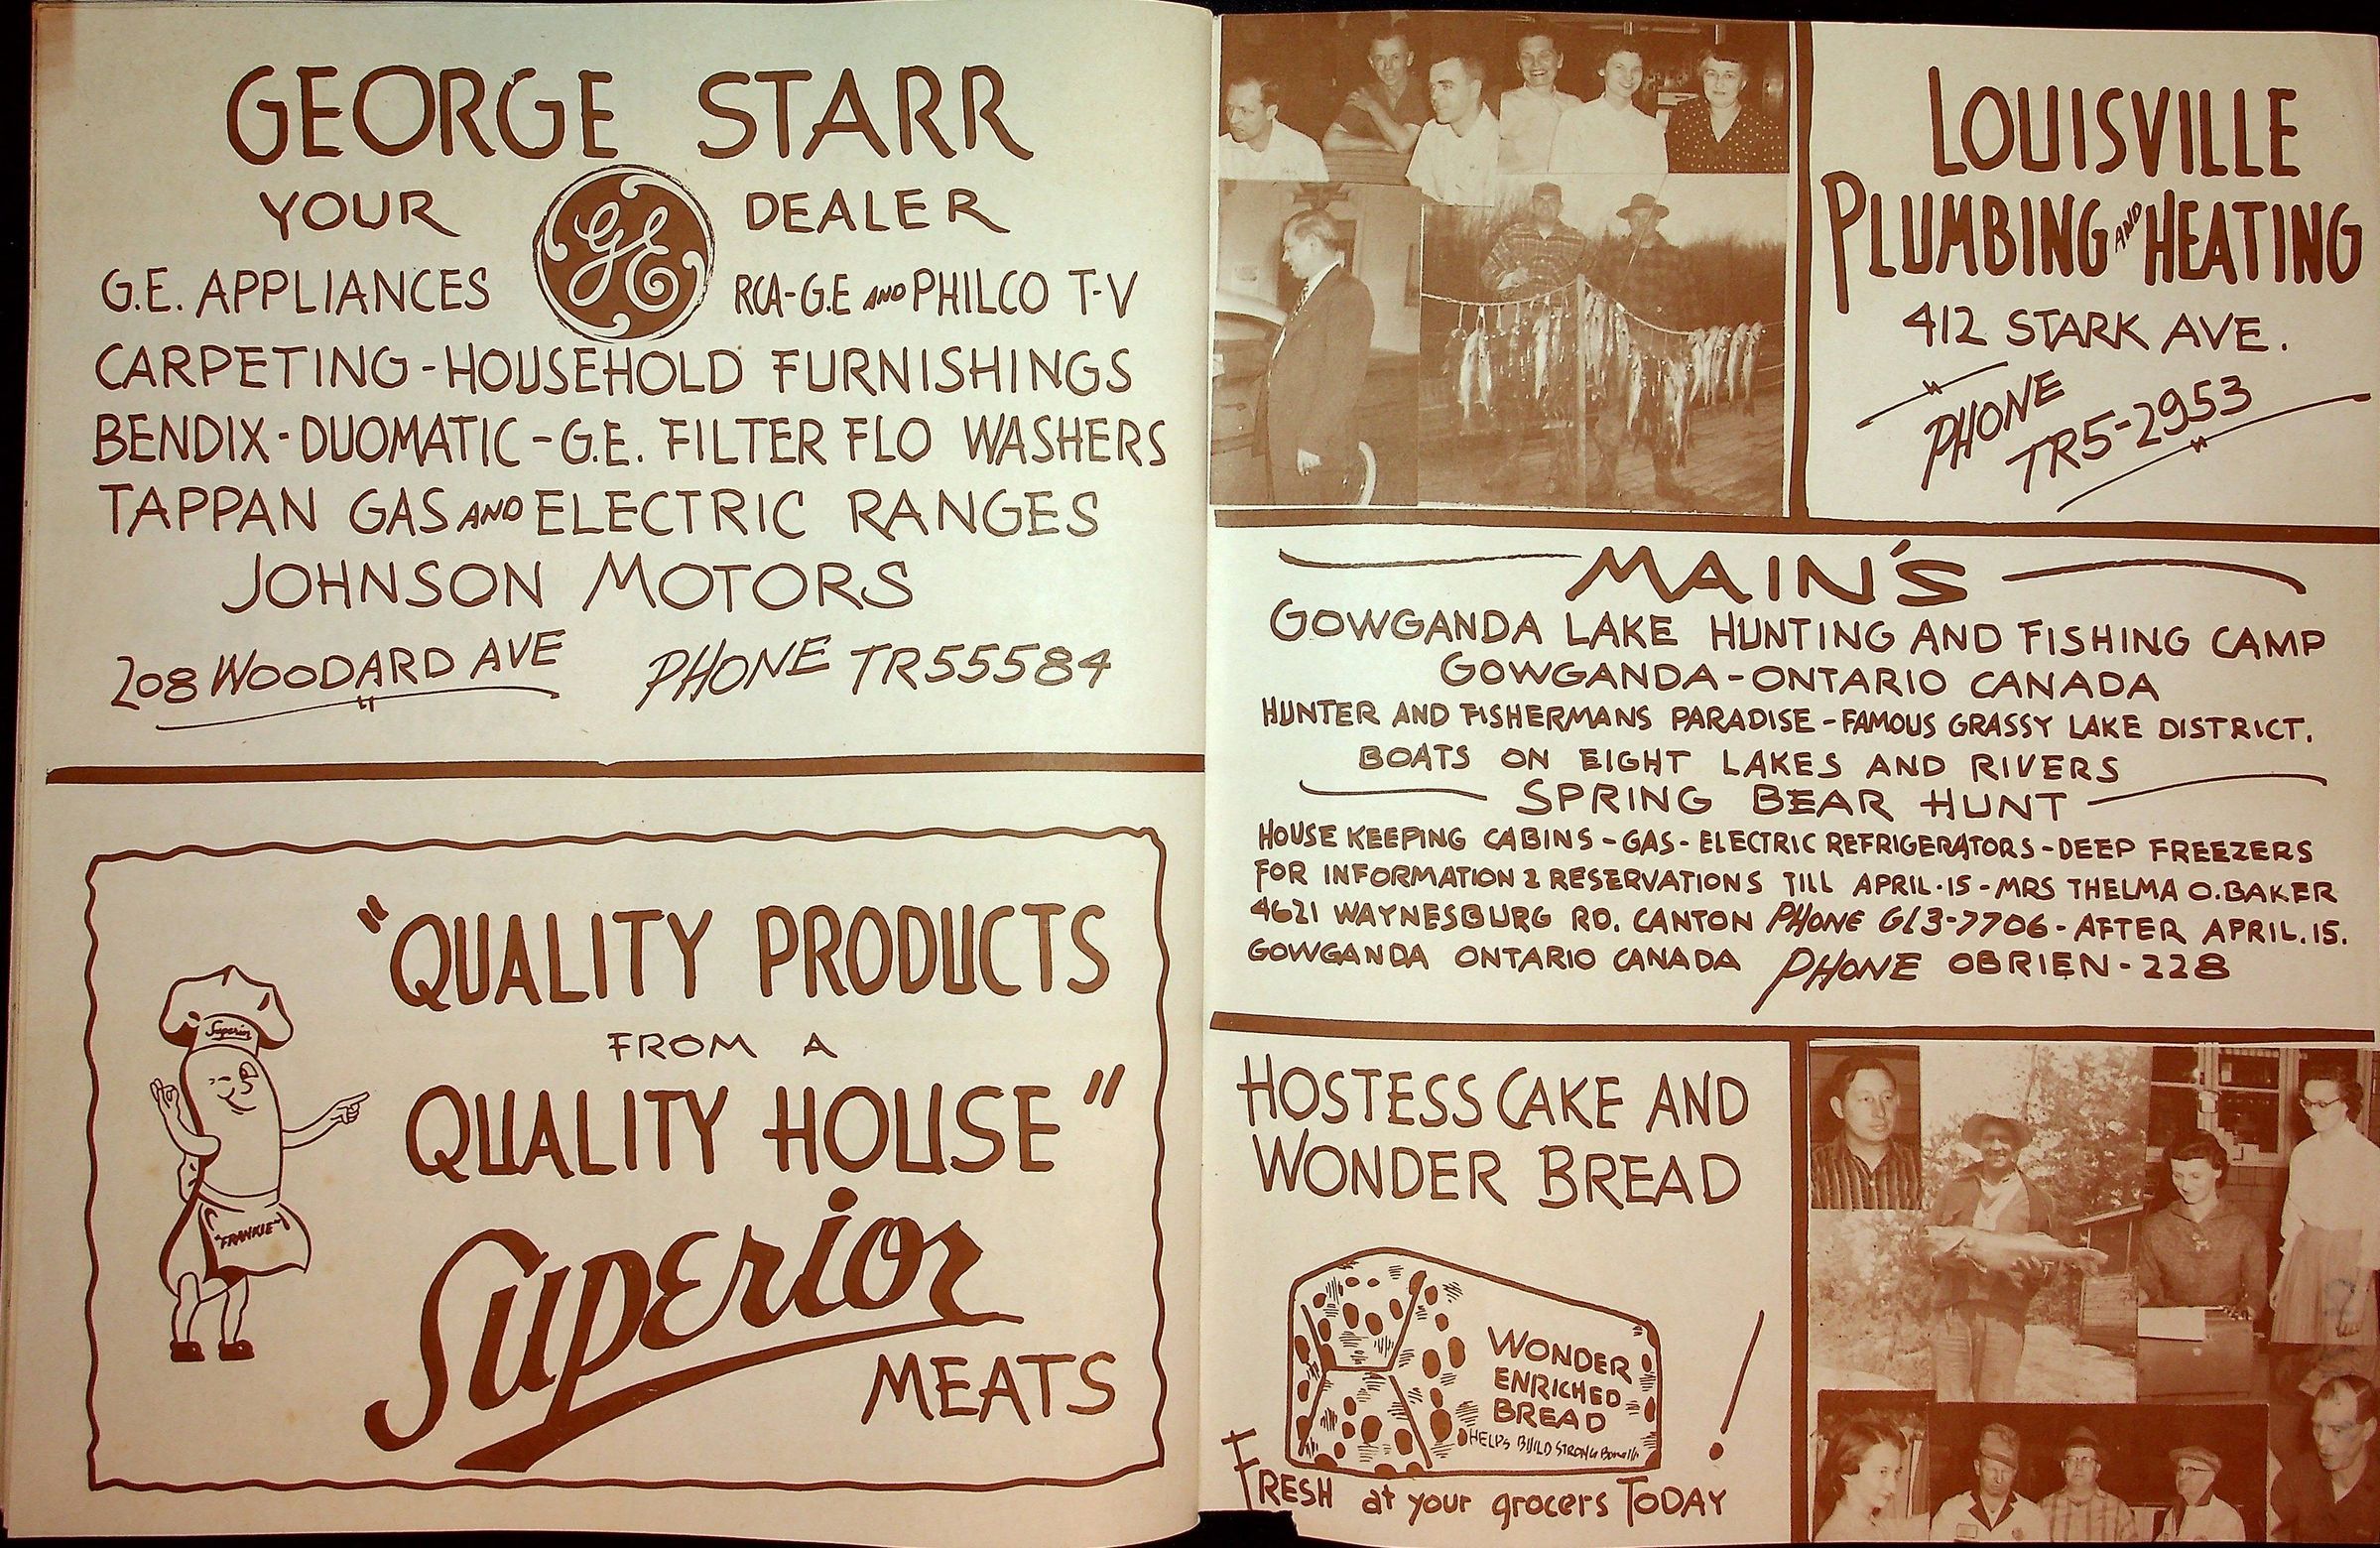 GEORGE STARR
YOUR GE DEALER
G.E. APPLIANCES RCA-G.E AND PHILCO T-V
CARPETING-HOUSEHOLD FURNISHINGS
BENDIX-DUOMATIC-G.E. FILTER FLO WASHERS
TAPPAN GAS AND ELECTRIC RANGES
JOHNSON MOTORS
208 WOODARD AVE PHONE TR55584
"QUALITY PRODUCTS
FROM A
QUALITY HOUSE"
Superior
MEATS
Superior
"FRANKIE"
LOUISVILLE
PLUMBING AND HEATING
412 STARK AVE.
PHONE
TR5-2953
MAIN'S
GOWGANDA LAKE HUNTING AND FISHING CAMP
GOWGANDA-ONTARIO CANADA
HUNTER AND FISHERMANS PARADISE-FAMOUS GRASSY LAKE DISTRICT.
BOATS ON EIGHT LAKES AND RIVERS
SPRING BEAR HUNT
HOUSE KEEPING CABINS-GAS-ELECTRIC REFRIGERATORS-DEEP FREEZERS
FOR INFORMATION & RESERVATIONS TILL APRIL.15-MRS THELMA O.BAKER
4621 WAYNESBURG RD. CANTON PHONE GL3-7706-AFTER APRIL.15.
GOWGANDA ONTARIO CANADA PHONE OBRIEN-228
HOSTESS CAKE AND
WONDER BREAD
WONDER
ENRICHED
BREAD
HELPS BUILD STRONG
FRESH at your grocers TODAY!